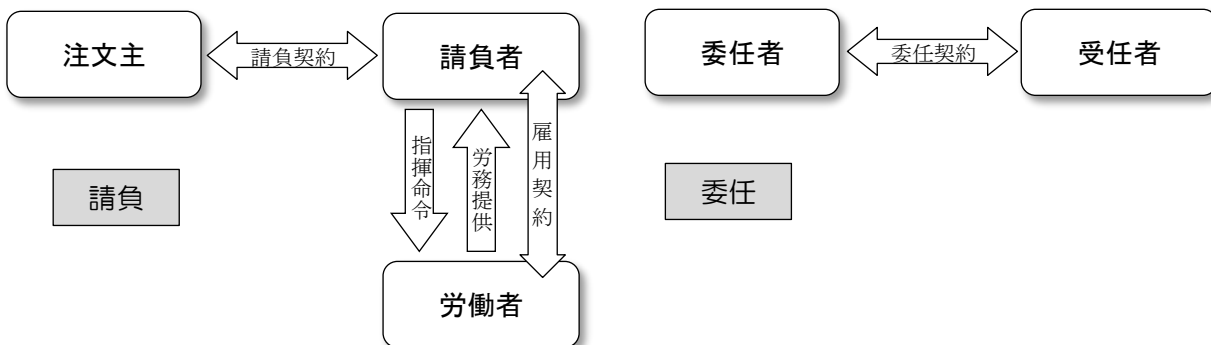 注文主
請負契約
請負者
委任者
委任契約
受任者
指揮命令
労務提供
雇用契約
請負
委任
労働者